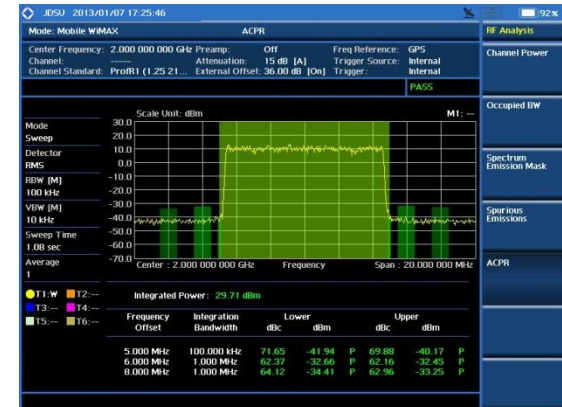 JDSU 2013/01/07 17:25:46
92%
Mode: Mobile WiMAX ACPR
RF Analysis
Center Frequency: 2.000 000 000 GHz Preamp: Off Freq Reference: GPS
Channel: ----- Attenuation: 15 dB [A] Trigger Source: Internal
Channel Standard: ProfR1 (1.25 21... External Offset: 36.00 dB [On] Trigger: Internal
PASS
Channel Power
Occupied BW
Spectrum
Emission Mask
Spurious
Emissions
ACPR
Scale Unit: dBm M1: --
Mode
Sweep
Detector
RMS
RBW [M]
100 kHz
VBW [M]
10 kHz
Sweep Time
1.08 sec
Average
1
30.0
20.0
10.0
0.0
-10.0
-20.0
-30.0
-40.0
-50.0
-60.0
-70.0
Center : 2.000 000 000 GHz Frequency Span : 20.000 000 MHz
T1:W T2:--
T3:-- T4:--
T5:-- T6:--
Integrated Power: 29.71 dBm
Frequency Integration Lower Upper
Offset Bandwidth dBc dBm dBc dBm
5.000 MHz 100.000 kHz 71.65 -41.94 P 69.88 -40.17 P
6.000 MHz 1.000 MHz 62.37 -32.66 P 62.16 -32.45 P
8.000 MHz 1.000 MHz 64.12 -34.41 P 62.96 -33.25 P